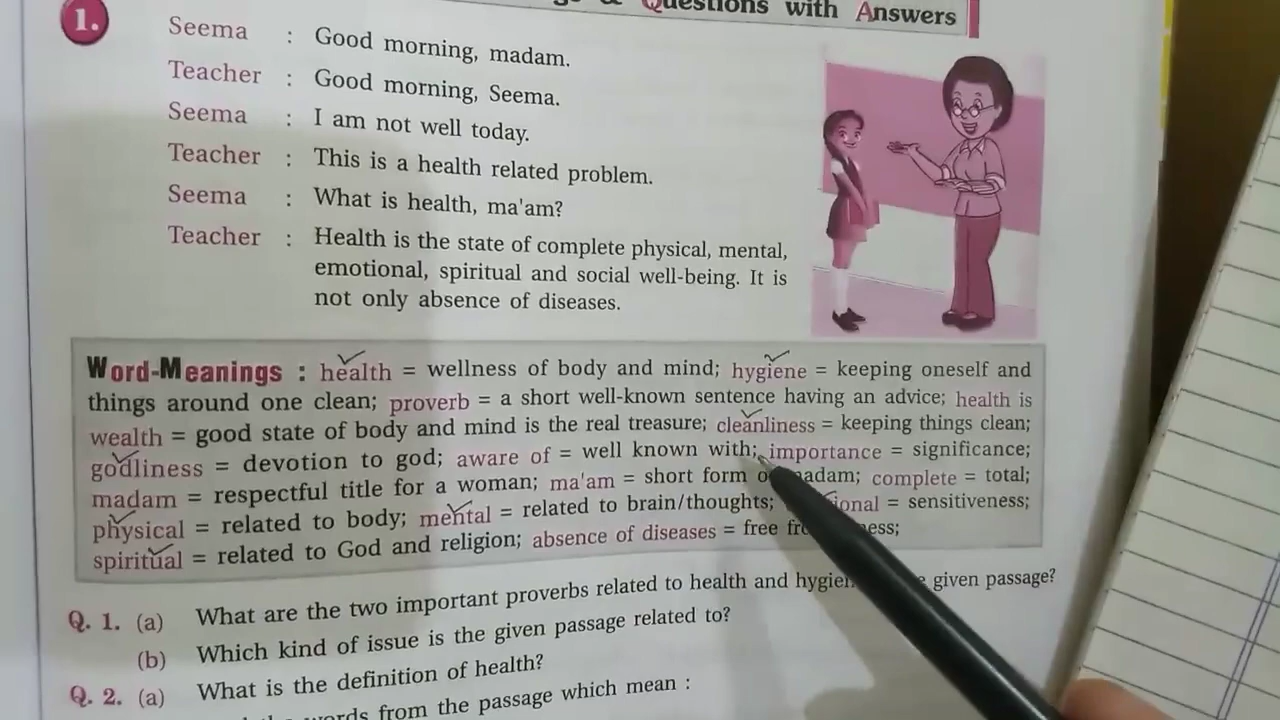 & Questions with Answers
1.
Seema : Good morning, madam.
Teacher : Good morning, Seema.
Seema : I am not well today.
Teacher : This is a health related problem.
Seema : What is health, ma'am?
Teacher : Health is the state of complete physical, mental,
emotional, spiritual and social well-being. It is
not only absence of diseases.
Word-Meanings : health = wellness of body and mind; hygiene = keeping oneself and
things around one clean; proverb = a short well-known sentence having an advice; health is
wealth = good state of body and mind is the real treasure; cleanliness = keeping things clean;
godliness = devotion to god; aware of = well known with; importance = significance;
madam = respectful title for a woman; ma'am = short form madam; complete = total;
physical = related to body; mental = related to brain/thoughts; = sensitiveness;
spiritual = related to God and religion; absence of diseases = free
Q. 1. (a) What are the two important proverbs related to health and given passage?
(b) Which kind of issue is the given passage related to?
Q. 2. (a) What is the definition of health?
words from the passage which mean :